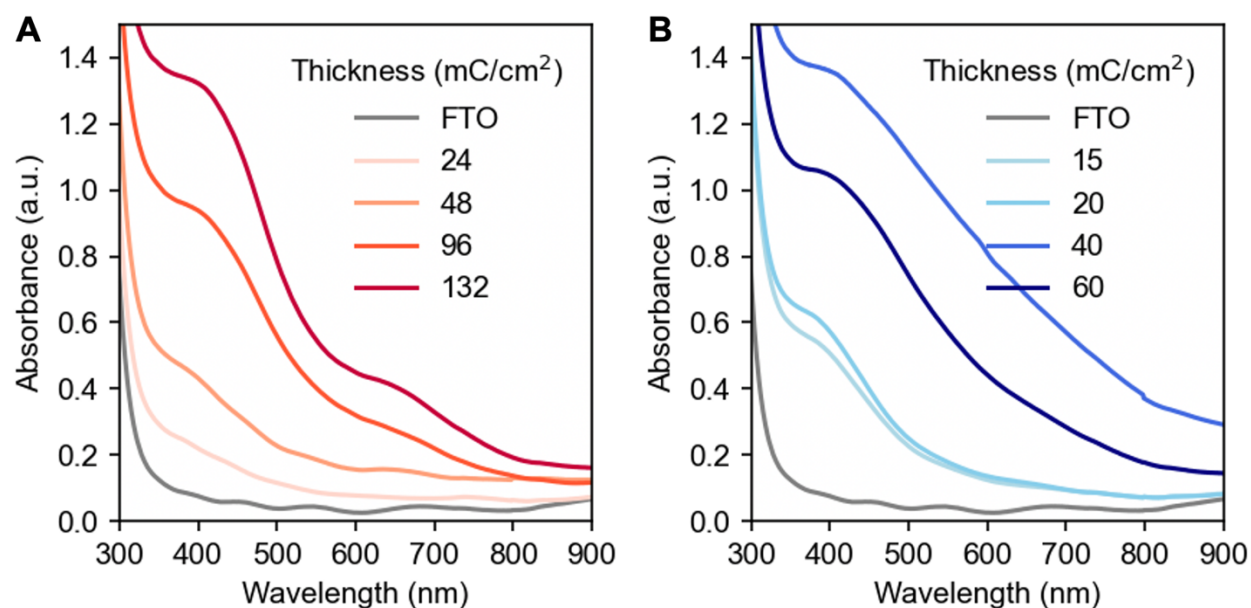 A
Thickness (mC/cm²)
FTO
24
48
96
132
Absorbance (a.u.)
1.4
1.2
1.0
0.8
0.6
0.4
0.2
0.0
300 400 500 600 700 800 900
Wavelength (nm)
B
Thickness (mC/cm²)
FTO
15
20
40
60
Absorbance (a.u.)
1.4
1.2
1.0
0.8
0.6
0.4
0.2
0.0
300 400 500 600 700 800 900
Wavelength (nm)